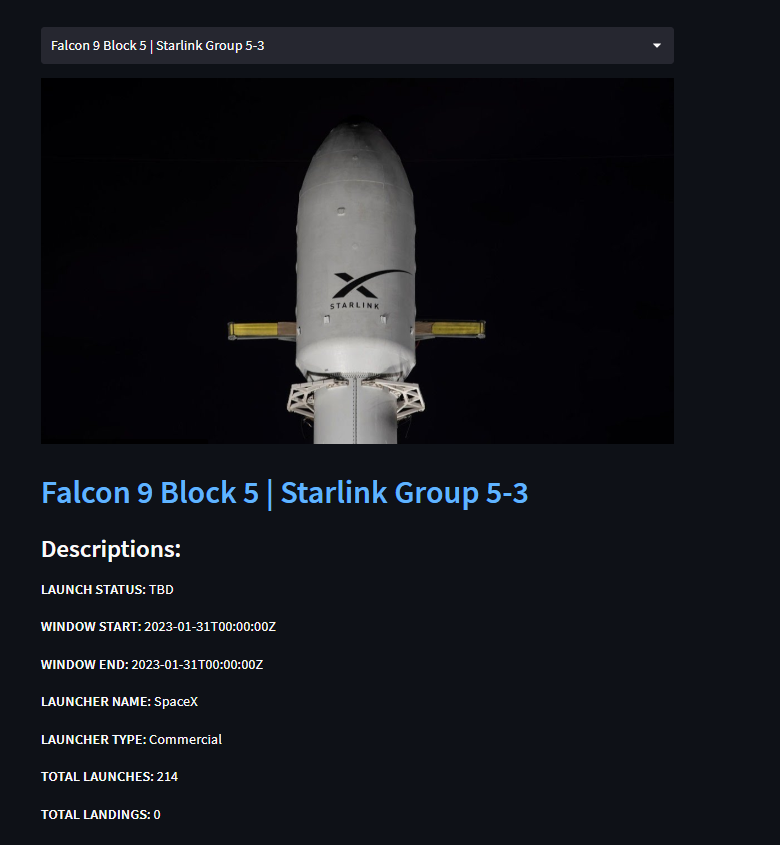 Falcon 9 Block 5 | Starlink Group 5-3
STARLINK
Falcon 9 Block 5 | Starlink Group 5-3
Descriptions:
LAUNCH STATUS: TBD
WINDOW START: 2023-01-31T00:00:00Z
WINDOW END: 2023-01-31T00:00:00Z
LAUNCHER NAME: SpaceX
LAUNCHER TYPE: Commercial
TOTAL LAUNCHES: 214
TOTAL LANDINGS: 0